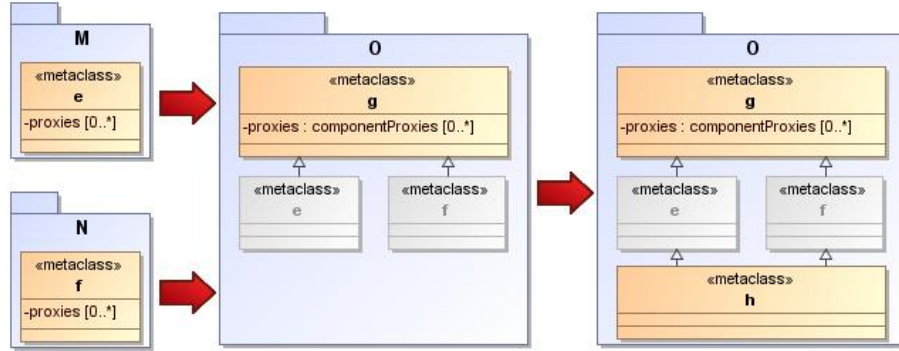 M
«metaclass»
e
-proxies [0..*]
N
«metaclass»
f
-proxies [0..*]
O
«metaclass»
g
-proxies : componentProxies [0..*]
«metaclass»
e
«metaclass»
f
O
«metaclass»
g
-proxies : componentProxies [0..*]
«metaclass»
e
«metaclass»
f
«metaclass»
h